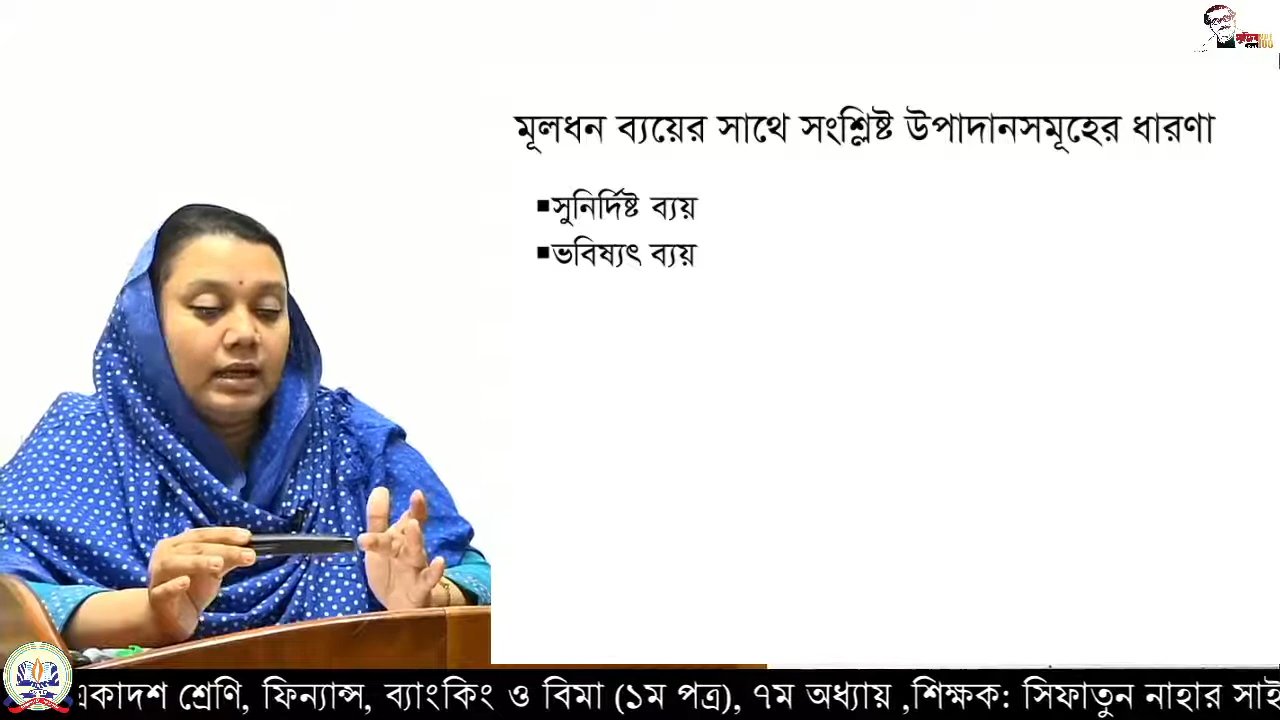 মূলধন ব্যয়ের সাথে সংশ্লিষ্ট উপাদানসমূহের ধারণা
▪সুনির্দিষ্ট ব্যয়
▪ভবিষ্যৎ ব্যয়
একাদশ শ্রেণি, ফিন্যান্স, ব্যাংকিং ও বিমা (১ম পত্র), ৭ম অধ্যায় ,শিক্ষক: সিফাতুন নাহার